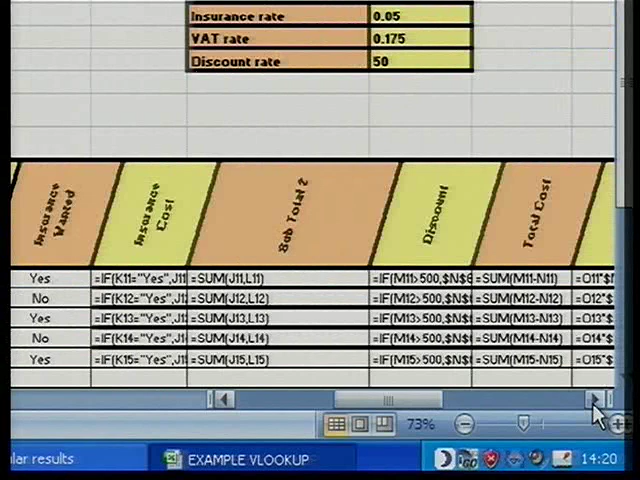 Insurance rate 0.05
VAT rate 0.175
Discount rate 50
Insurance Wanted Insurance Cost Sub Total 2 Discount Total Cost
Yes =IF(K11="Yes",J11 =SUM(J11,L11) =IF(M11>500,$N$ =SUM(M11-N11) =O11*$
No =IF(K12="Yes",J1 =SUM(J12,L12) =IF(M12>500,$N$ =SUM(M12-N12) =O12*$
Yes =IF(K13="Yes",J1 =SUM(J13,L13) =IF(M13>500,$N$ =SUM(M13-N13) =O13*$
No =IF(K14="Yes",J1 =SUM(J14,L14) =IF(M14>500,$N$ =SUM(M14-N14) =O14*$
Yes =IF(K15="Yes",J1 =SUM(J15,L15) =IF(M15>500,$N$ =SUM(M15-N15) =O15*$
73%
lar results EXAMPLE VLOOKUP 14:20